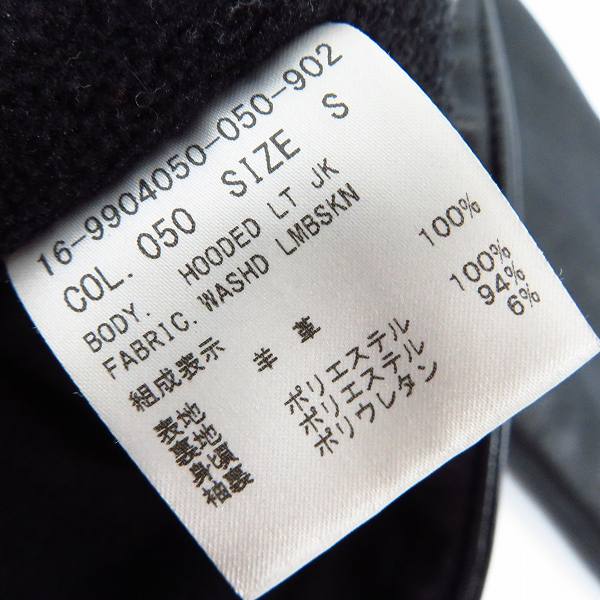 16-9904050-050-902
COL. 050 SIZE S
BODY. HOODED LT JK
FABRIC. WASHD LMBSKN
組成表示
表地 羊革 100%
裏地 ポリエステル 100%
身頃 ポリエステル 94%
袖裏 ポリウレタン 6%